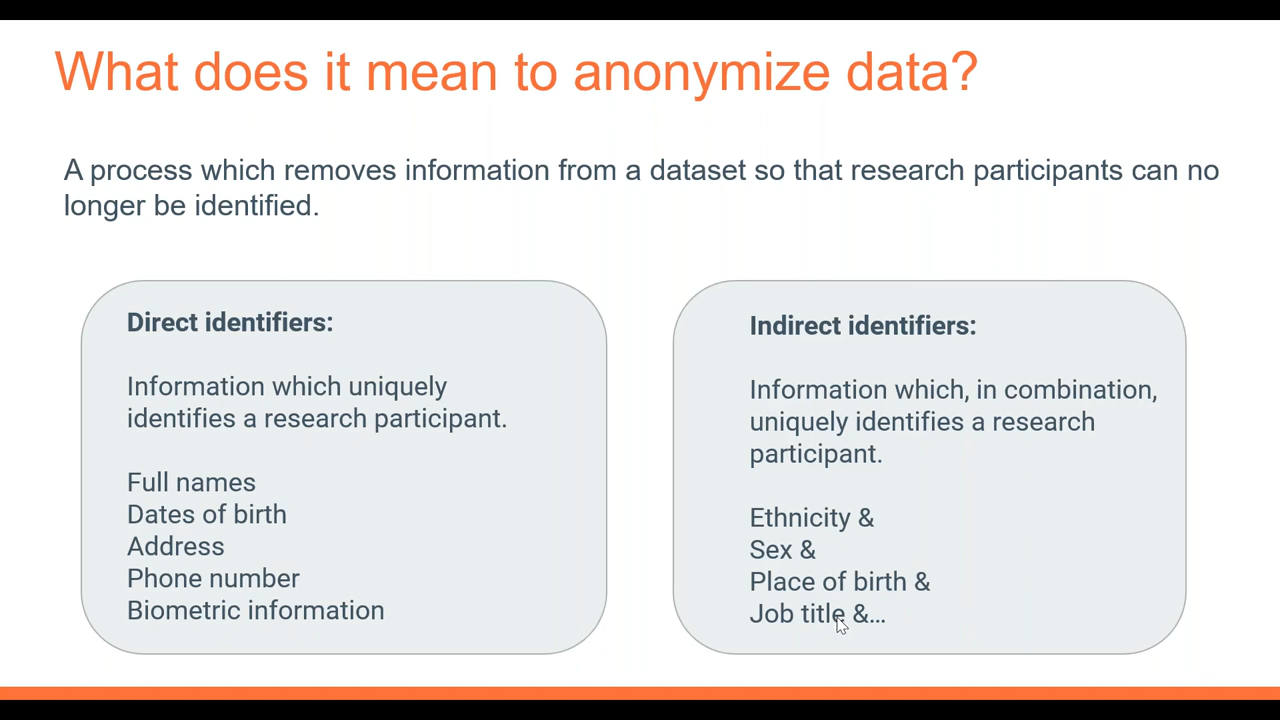 What does it mean to anonymize data?
A process which removes information from a dataset so that research participants can no
longer be identified.
Direct identifiers:
Information which uniquely
identifies a research participant.
Full names
Dates of birth
Address
Phone number
Biometric information
Indirect identifiers:
Information which, in combination,
uniquely identifies a research
participant.
Ethnicity &
Sex &
Place of birth &
Job title &...